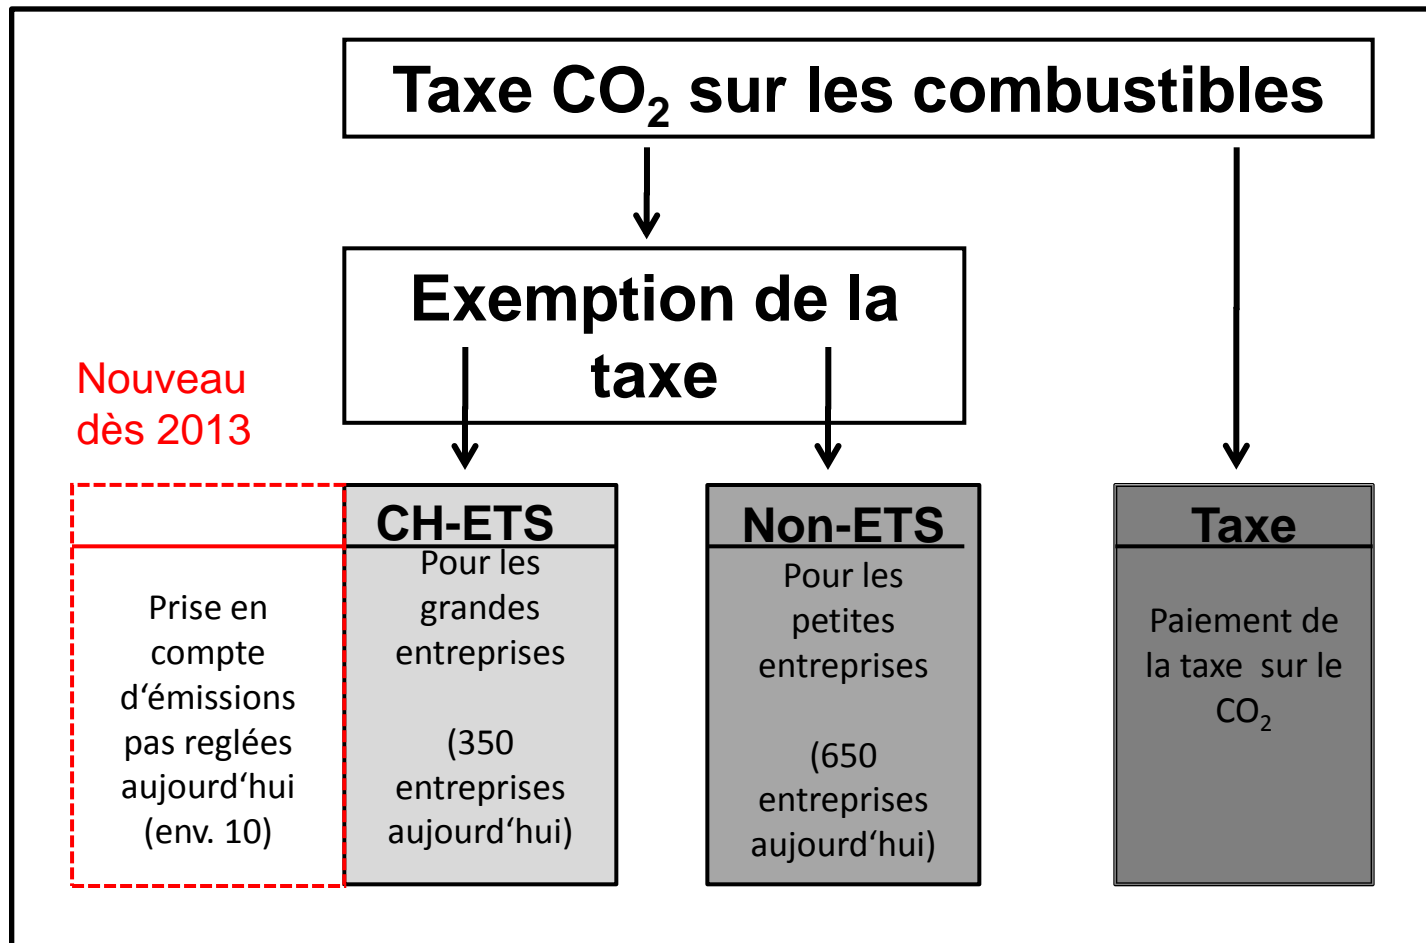 Taxe CO₂ sur les combustibles
Exemption de la
taxe
Nouveau
dès 2013
Prise en
compte
d‘émissions
pas reglées
aujourd‘hui
(env. 10)
CH-ETS
Pour les
grandes
entreprises
(350
entreprises
aujourd‘hui)
Non-ETS
Pour les
petites
entreprises
(650
entreprises
aujourd‘hui)
Taxe
Paiement de
la taxe sur le
CO₂